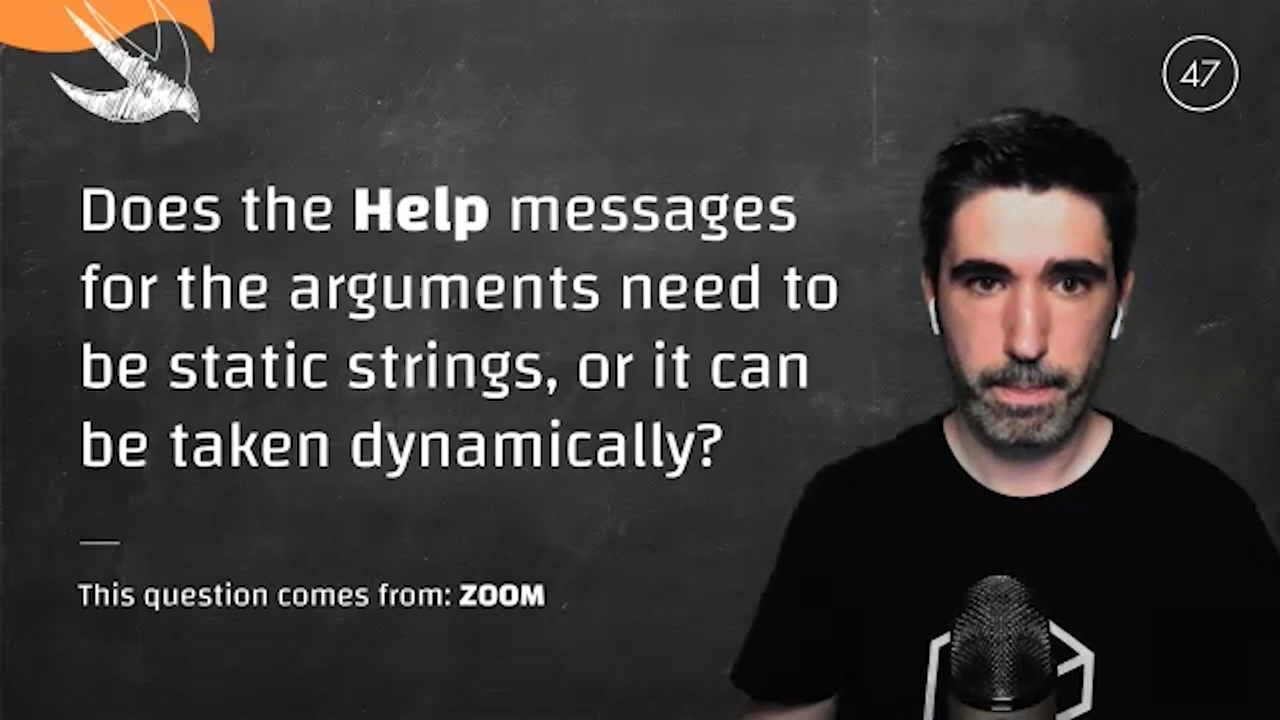 47
Does the Help messages
for the arguments need to
be static strings, or it can
be taken dynamically?
This question comes from: ZOOM